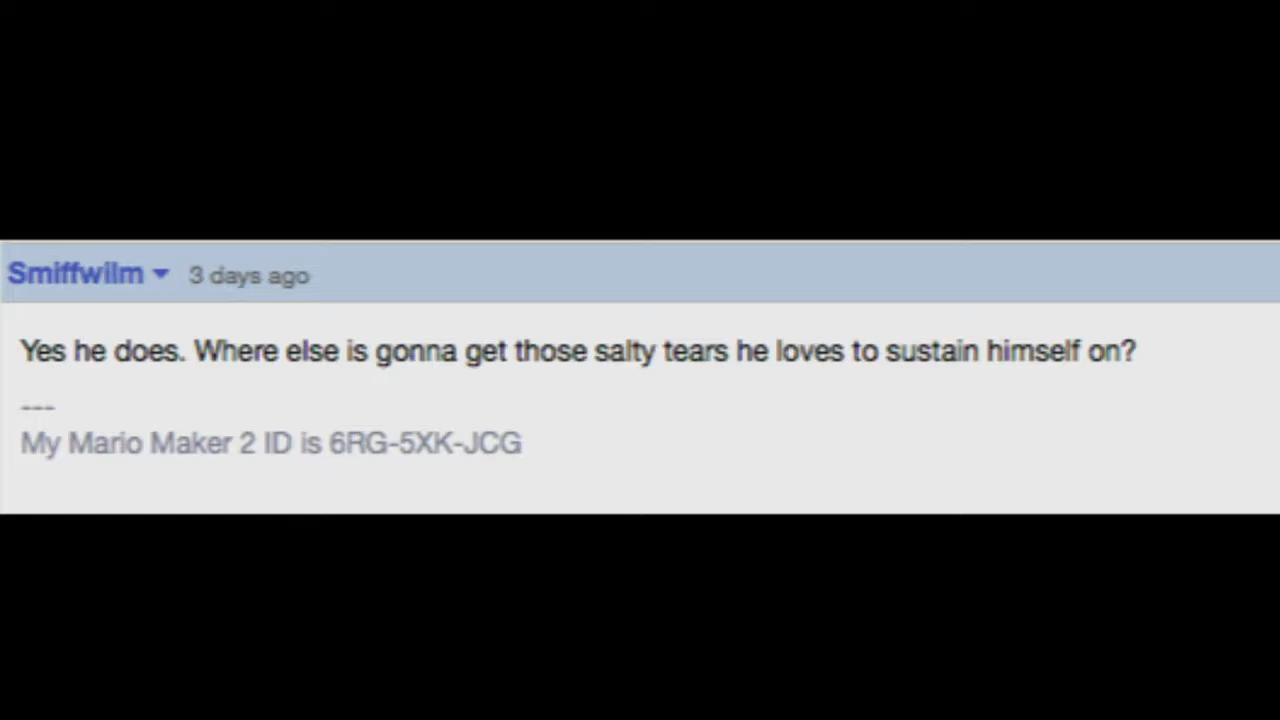 Smiffwilm 3 days ago
Yes he does. Where else is gonna get those salty tears he loves to sustain himself on?
---
My Mario Maker 2 ID is 6RG-5XK-JCG